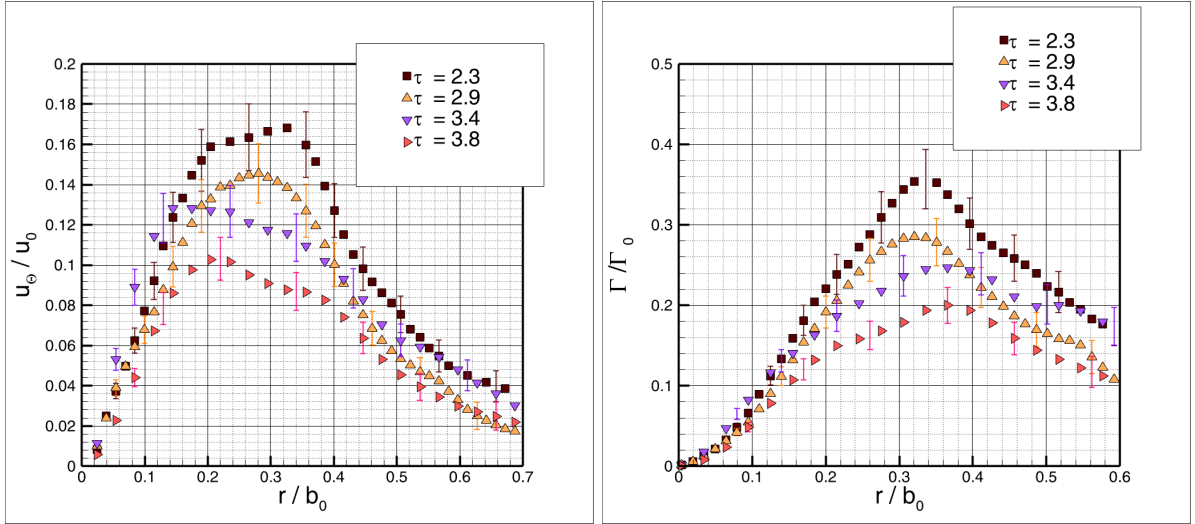 τ = 2.3
τ = 2.9
τ = 3.4
τ = 3.8
0.2
0.18
0.16
0.14
0.12
0.1
0.08
0.06
0.04
0.02
0
u_Θ / u_0
0 0.1 0.2 0.3 0.4 0.5 0.6 0.7
r / b_0
τ = 2.3
τ = 2.9
τ = 3.4
τ = 3.8
0.5
0.4
0.3
0.2
0.1
0
Γ /Γ_0
0 0.1 0.2 0.3 0.4 0.5 0.6
r / b_0